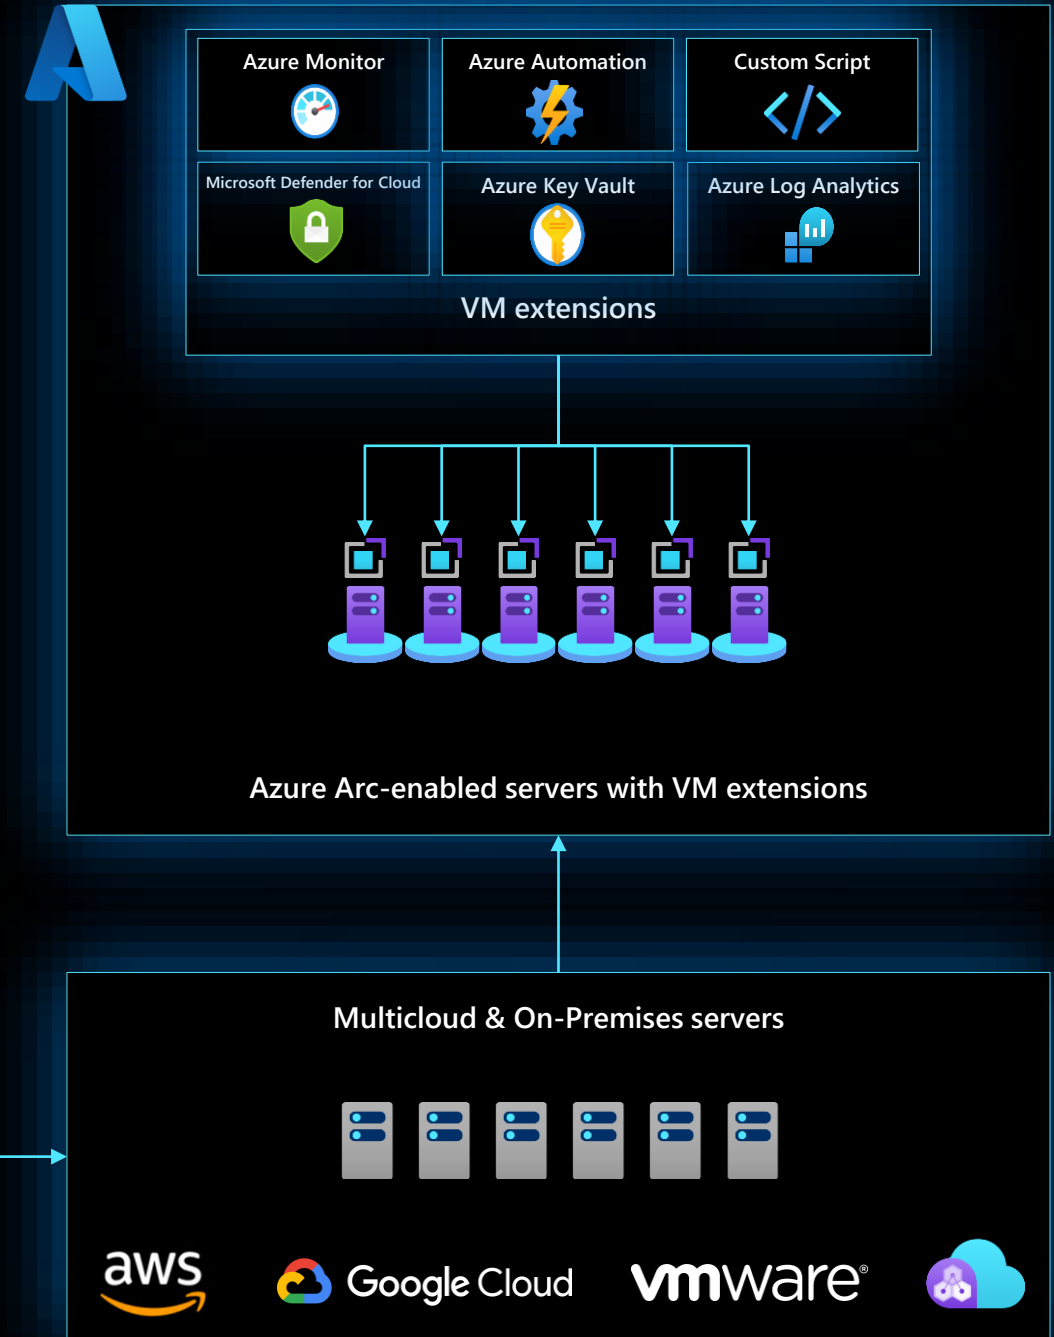 Azure Monitor
Azure Automation
Custom Script
Microsoft Defender for Cloud
Azure Key Vault
Azure Log Analytics
VM extensions
Azure Arc-enabled servers with VM extensions
Multicloud & On-Premises servers
aws
Google Cloud
vmware®